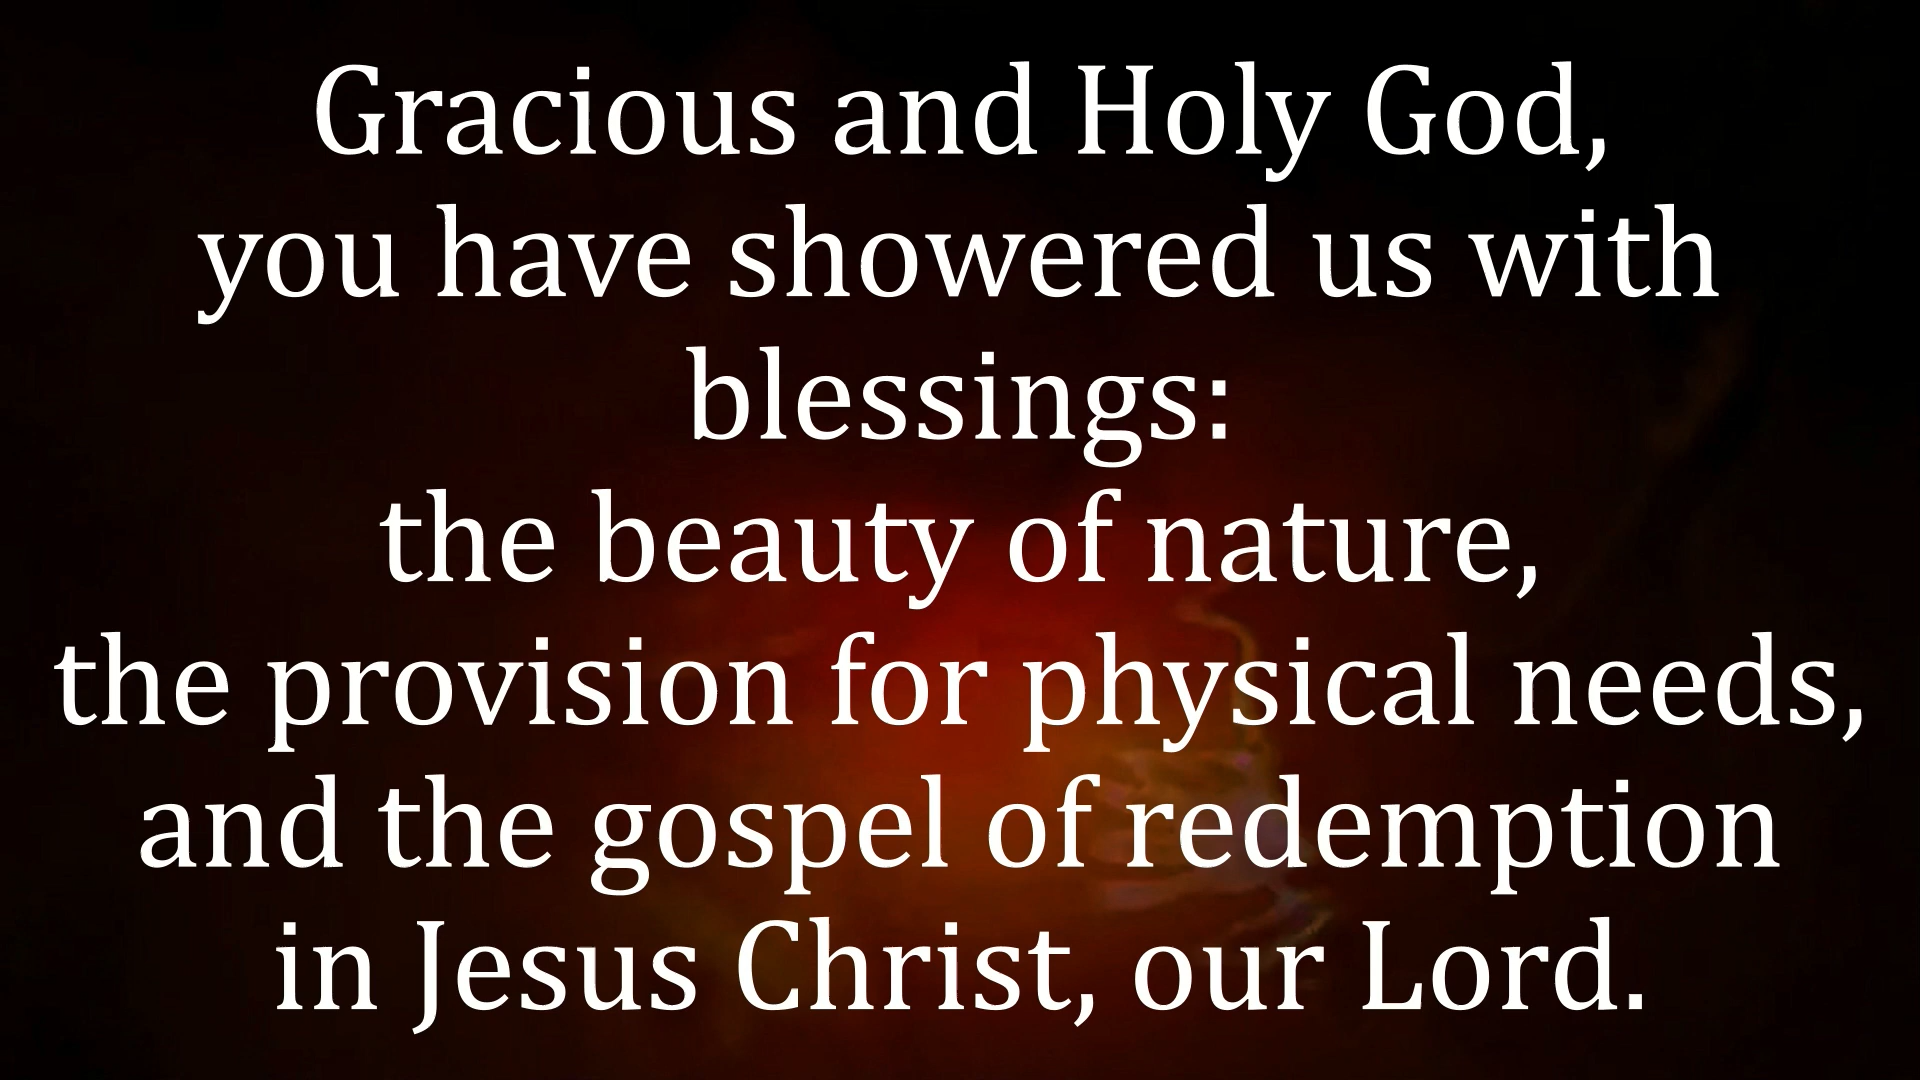 Gracious and Holy God,
you have showered us with
blessings:
the beauty of nature,
the provision for physical needs,
and the gospel of redemption
in Jesus Christ, our Lord.